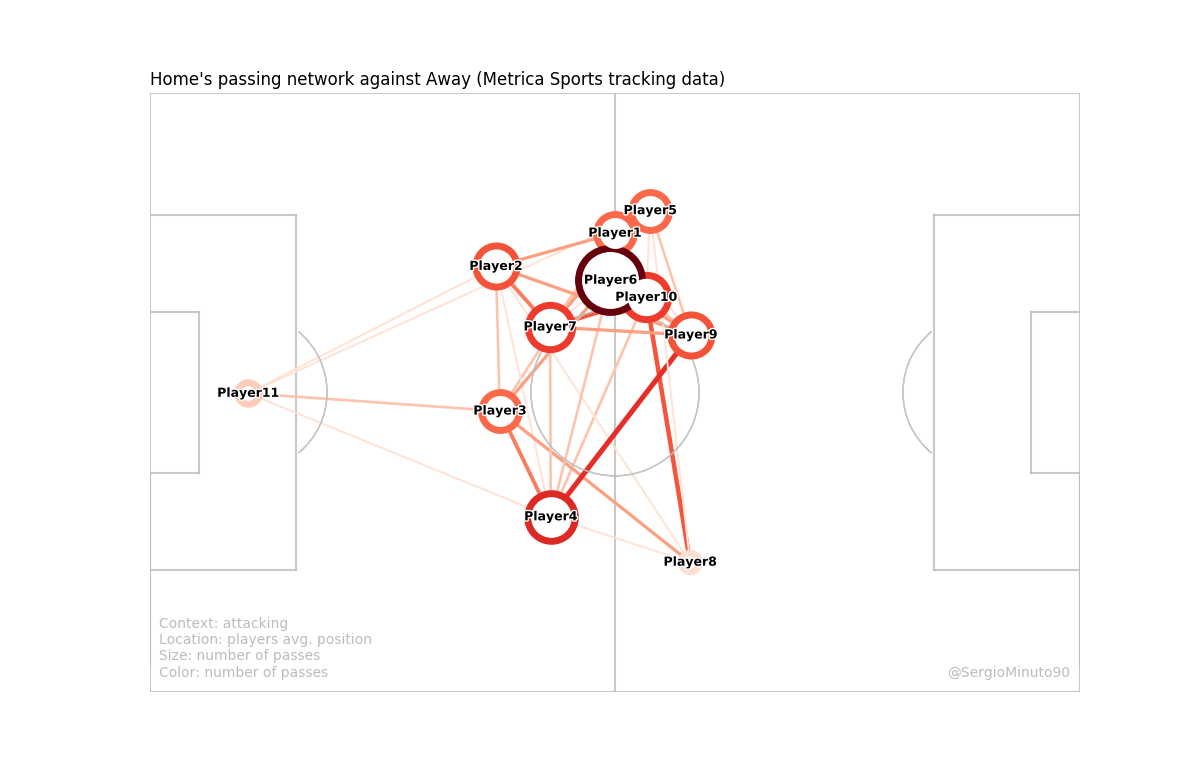 Home's passing network against Away (Metrica Sports tracking data)
Player5
Player1
Player2
Player6
Player10
Player7
Player9
Player11
Player3
Player4
Player8
Context: attacking
Location: players avg. position
Size: number of passes
Color: number of passes
@SergioMinuto90